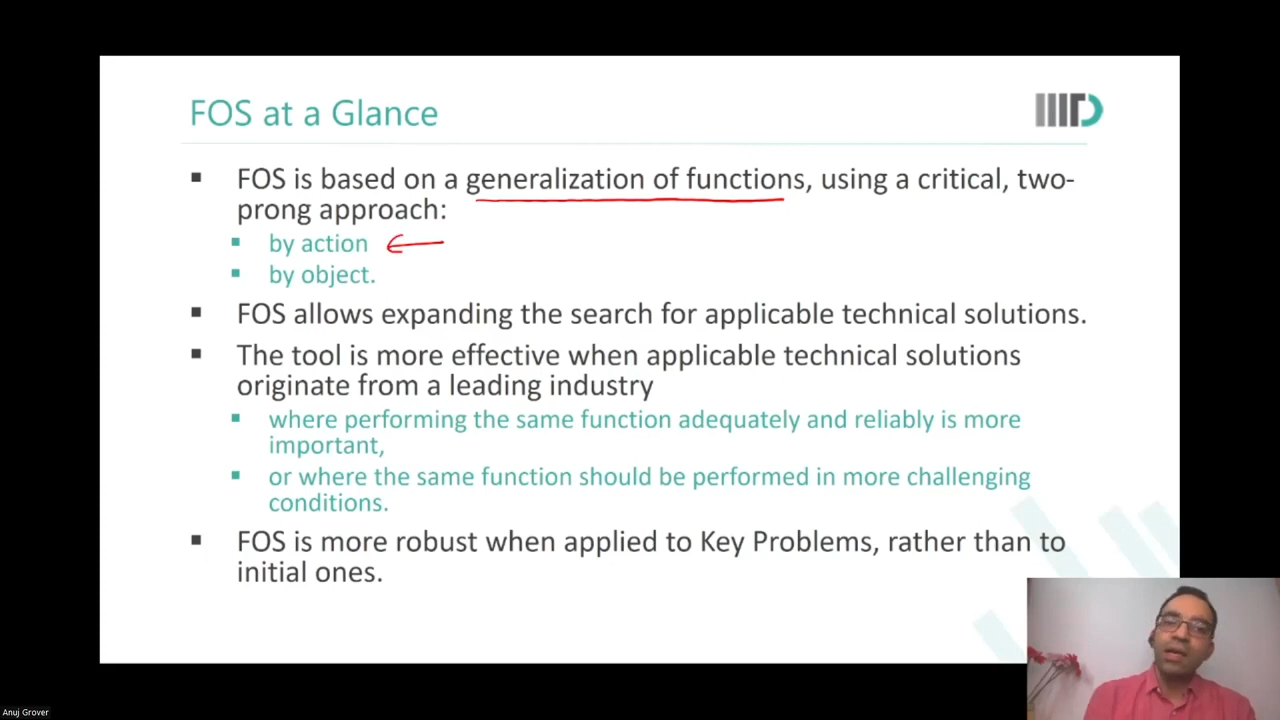 FOS at a Glance
IIITD
FOS is based on a generalization of functions, using a critical, two-
prong approach:
by action
by object.
FOS allows expanding the search for applicable technical solutions.
The tool is more effective when applicable technical solutions
originate from a leading industry
where performing the same function adequately and reliably is more
important,
or where the same function should be performed in more challenging
conditions.
FOS is more robust when applied to Key Problems, rather than to
initial ones.
Anuj Grover